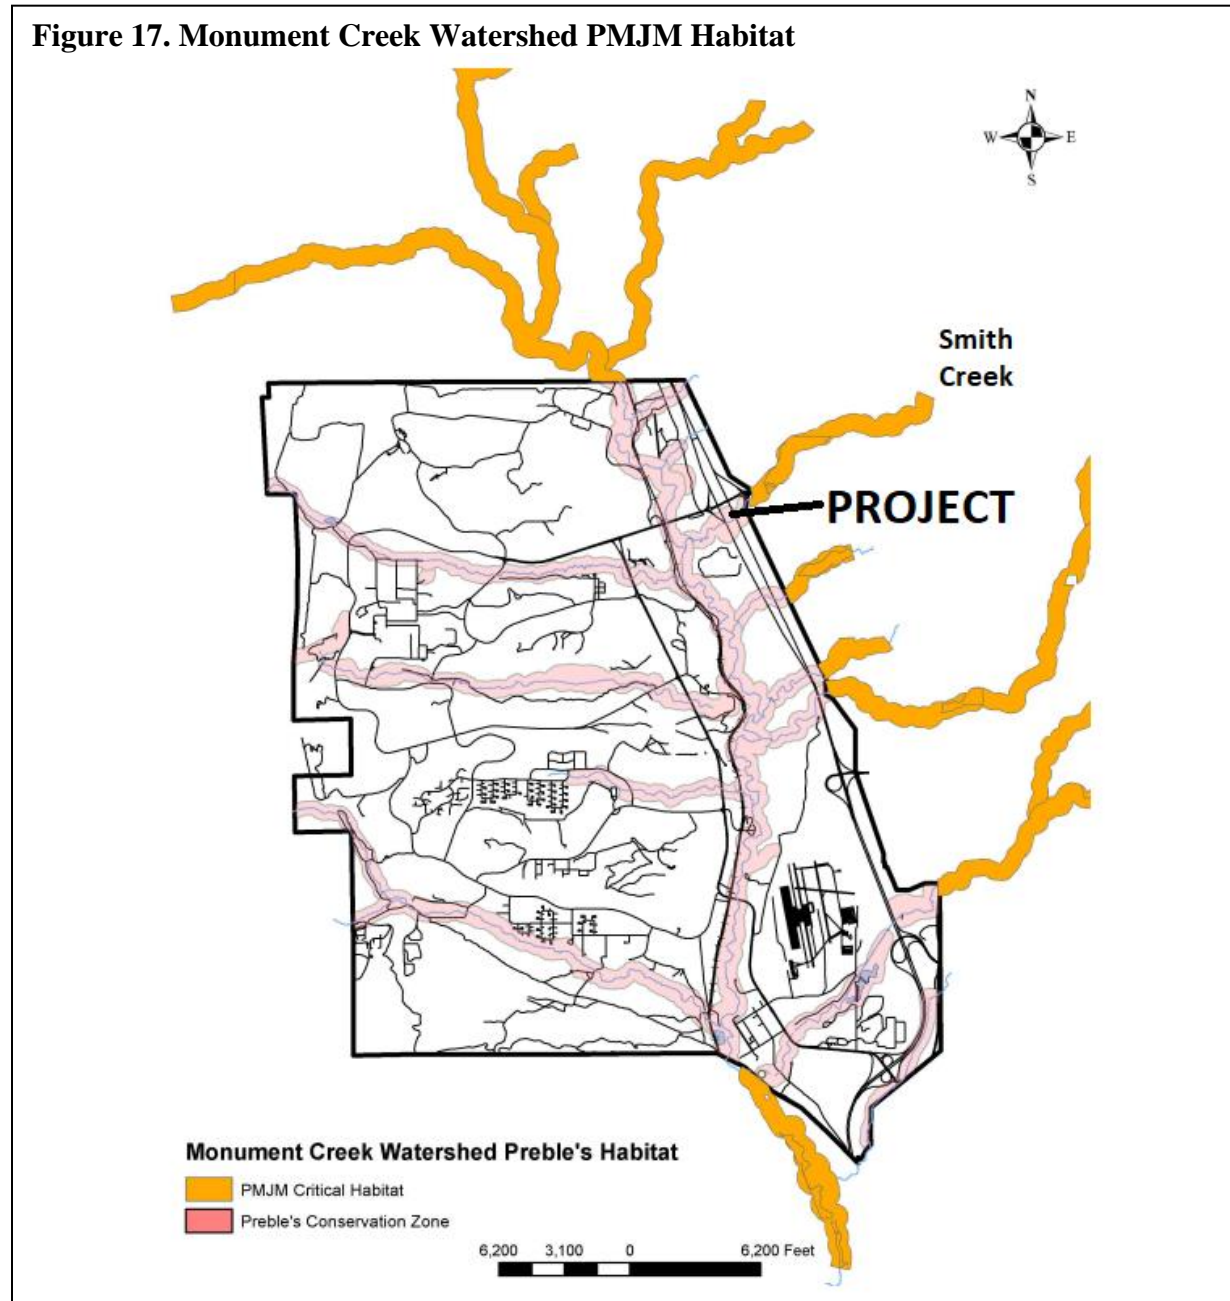 Figure 17. Monument Creek Watershed PMJM Habitat
N
W E
S
Smith
Creek
PROJECT
Monument Creek Watershed Preble's Habitat
PMJM Critical Habitat
Preble's Conservation Zone
6,200 3,100 0 6,200 Feet